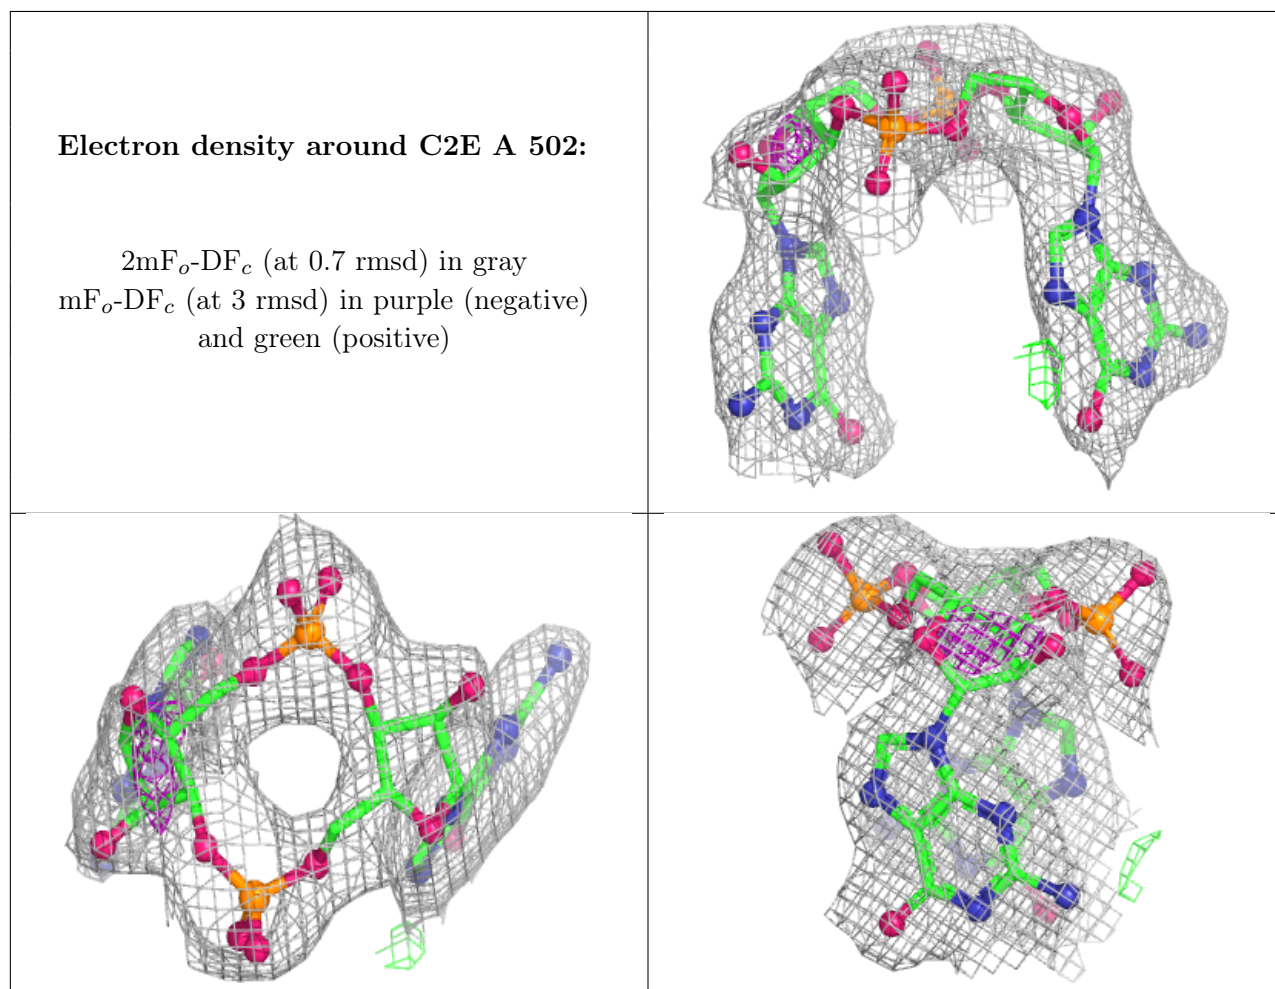 Electron density around C2E A 502:
2mFo-DFc (at 0.7 rmsd) in gray
mFo-DFc (at 3 rmsd) in purple (negative)
and green (positive)